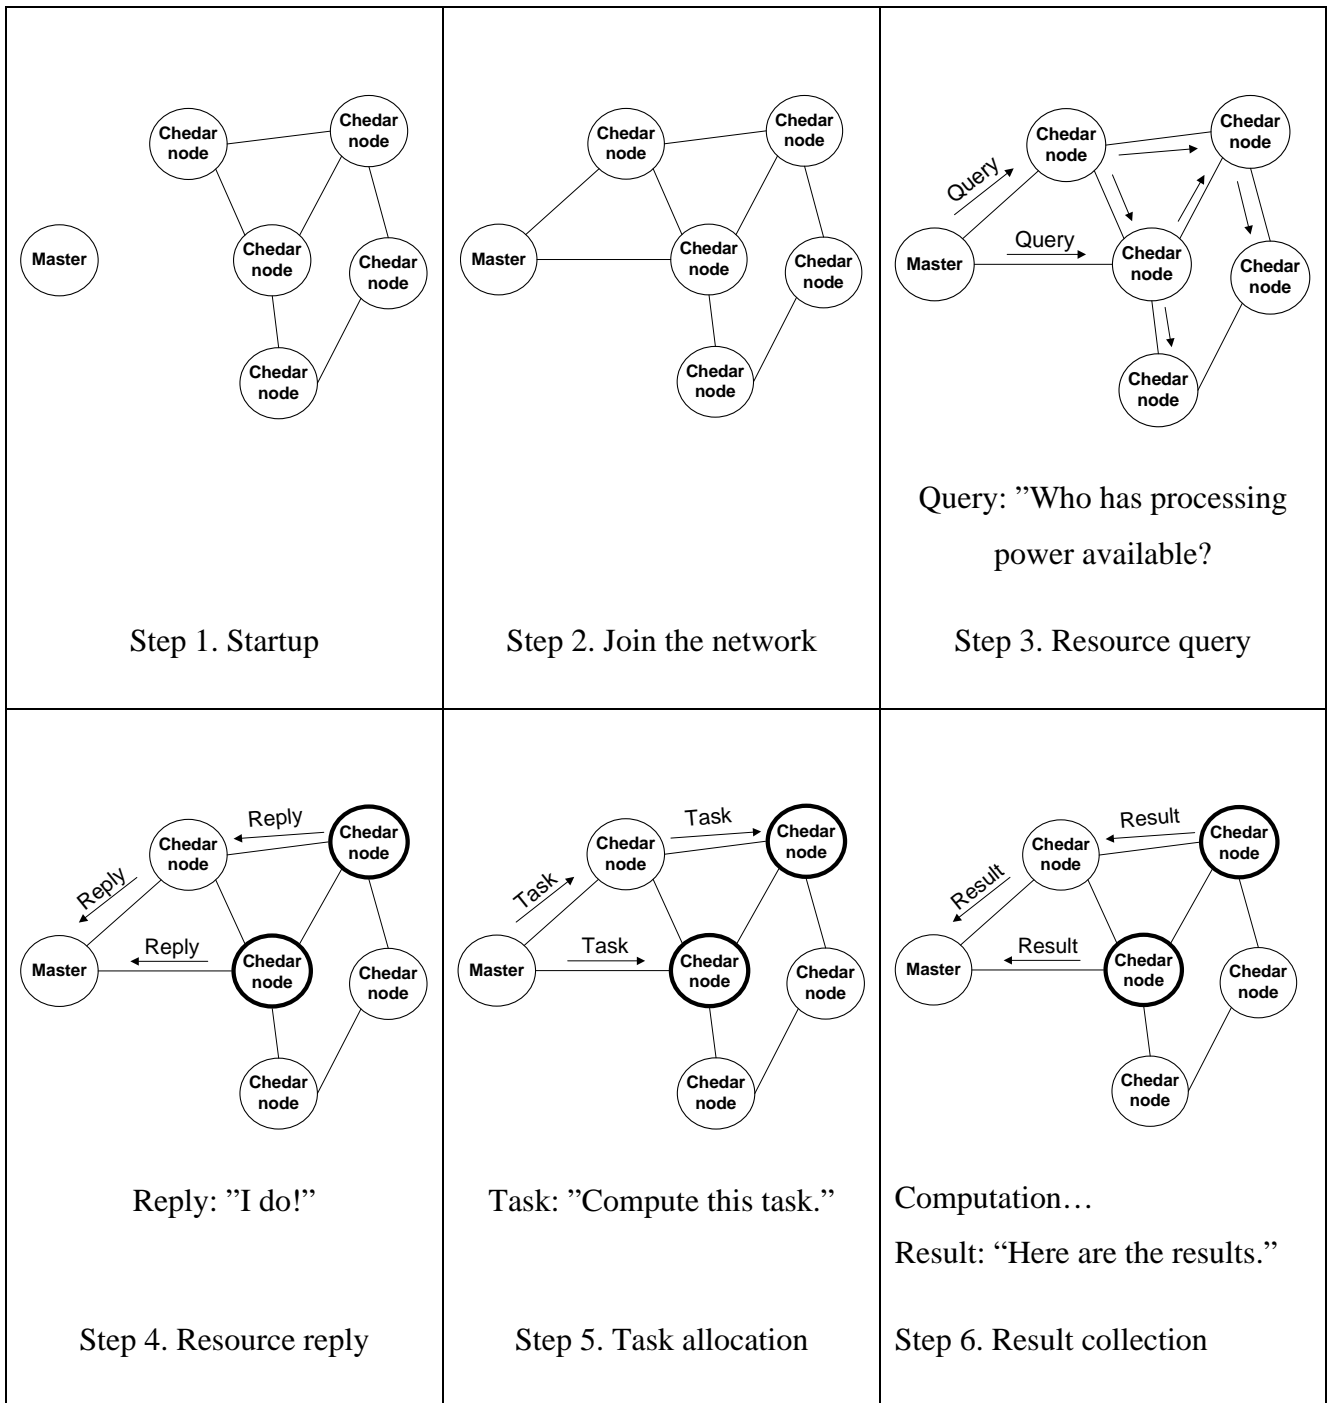 Chedar
node
Chedar
node
Master
Chedar
node
Chedar
node
Chedar
node
Step 1. Startup
Chedar
node
Chedar
node
Master
Chedar
node
Chedar
node
Chedar
node
Step 2. Join the network
Chedar
node
Chedar
node
Query
Query
Master
Chedar
node
Chedar
node
Chedar
node
Query: ”Who has processing
power available?
Step 3. Resource query
Reply
Chedar
node
Chedar
node
Reply
Reply
Master
Chedar
node
Chedar
node
Chedar
node
Reply: ”I do!”
Step 4. Resource reply
Task
Chedar
node
Chedar
node
Task
Task
Master
Chedar
node
Chedar
node
Chedar
node
Task: ”Compute this task.”
Step 5. Task allocation
Result
Chedar
node
Chedar
node
Result
Result
Master
Chedar
node
Chedar
node
Chedar
node
Computation…
Result: “Here are the results.”
Step 6. Result collection